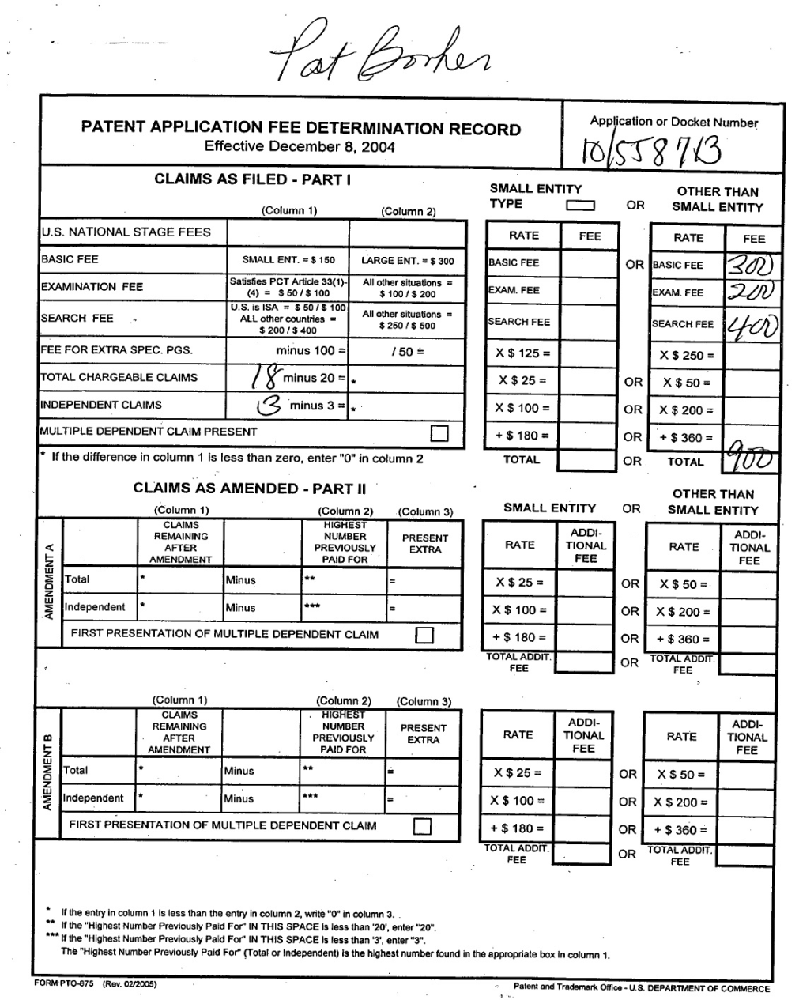 Pat Bonher
PATENT APPLICATION FEE DETERMINATION RECORD
Effective December 8, 2004
Application or Docket Number
10/558713
CLAIMS AS FILED - PART I
(Column 1) (Column 2)
SMALL ENTITY TYPE OR OTHER THAN SMALL ENTITY
U.S. NATIONAL STAGE FEES RATE FEE RATE FEE
BASIC FEE SMALL ENT. = $ 150 LARGE ENT. = $ 300 BASIC FEE OR BASIC FEE 300
EXAMINATION FEE Satisfies PCT Article 33(1)-(4) = $ 50 / $ 100 All other situations = $ 100 / $ 200 EXAM. FEE EXAM. FEE 200
SEARCH FEE U.S. is ISA = $ 50 / $ 100 ALL other countries = $ 200 / $ 400 All other situations = $ 250 / $ 500 SEARCH FEE SEARCH FEE 400
FEE FOR EXTRA SPEC. PGS. minus 100 = / 50 = X $ 125 = X $ 250 =
TOTAL CHARGEABLE CLAIMS 18 minus 20 = * X $ 25 = OR X $ 50 =
INDEPENDENT CLAIMS 3 minus 3 = * X $ 100 = OR X $ 200 =
MULTIPLE DEPENDENT CLAIM PRESENT + $ 180 = OR + $ 360 =
* If the difference in column 1 is less than zero, enter "0" in column 2 TOTAL OR TOTAL 900
CLAIMS AS AMENDED - PART II
(Column 1) (Column 2) (Column 3) SMALL ENTITY OR OTHER THAN SMALL ENTITY
AMENDMENT A
CLAIMS REMAINING AFTER AMENDMENT HIGHEST NUMBER PREVIOUSLY PAID FOR PRESENT EXTRA RATE ADDI-TIONAL FEE RATE ADDI-TIONAL FEE
Total * Minus ** = X $ 25 = OR X $ 50 =
Independent * Minus *** = X $ 100 = OR X $ 200 =
FIRST PRESENTATION OF MULTIPLE DEPENDENT CLAIM + $ 180 = OR + $ 360 =
TOTAL ADDIT. FEE OR TOTAL ADDIT. FEE
(Column 1) (Column 2) (Column 3)
AMENDMENT B
CLAIMS REMAINING AFTER AMENDMENT HIGHEST NUMBER PREVIOUSLY PAID FOR PRESENT EXTRA RATE ADDI-TIONAL FEE RATE ADDI-TIONAL FEE
Total * Minus ** = X $ 25 = OR X $ 50 =
Independent * Minus *** = X $ 100 = OR X $ 200 =
FIRST PRESENTATION OF MULTIPLE DEPENDENT CLAIM + $ 180 = OR + $ 360 =
TOTAL ADDIT. FEE OR TOTAL ADDIT. FEE
* If the entry in column 1 is less than the entry in column 2, write "0" in column 3.
** If the "Highest Number Previously Paid For" IN THIS SPACE is less than '20', enter "20".
*** If the "Highest Number Previously Paid For" IN THIS SPACE is less than '3', enter "3".
The "Highest Number Previously Paid For" (Total or Independent) is the highest number found in the appropriate box in column 1.
FORM PTO-875 (Rev. 02/2005) Patent and Trademark Office - U.S. DEPARTMENT OF COMMERCE